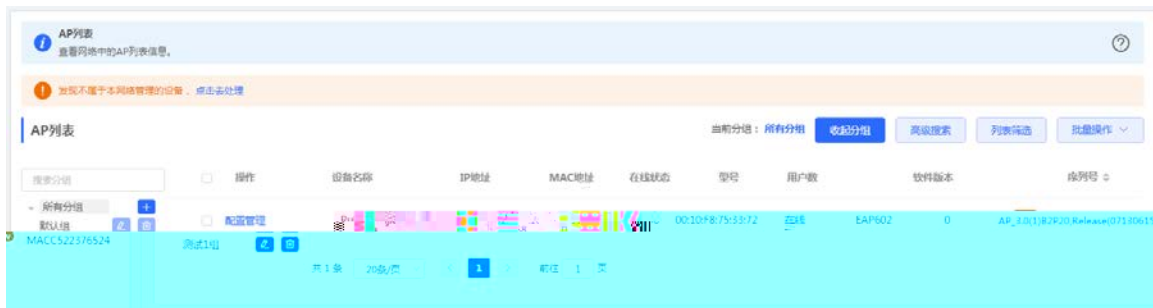 AP列表
查看网络中的AP列表信息。
发现不属于本网络管理的设备，点击去处理
AP列表
当前分组：所有分组 收起分组 高级搜索 列表筛选 批量操作
搜索分组 操作 设备名称 IP地址 MAC地址 在线状态 型号 用户数 软件版本 序列号
所有分组
配置管理 00:10:F8:75:33:72 在线 EAP602 0 AP_3.0(1)B2P20,Release(07130615
默认组
MACC522376524 测试1组
共 1 条 20条/页 1 前往 1 页